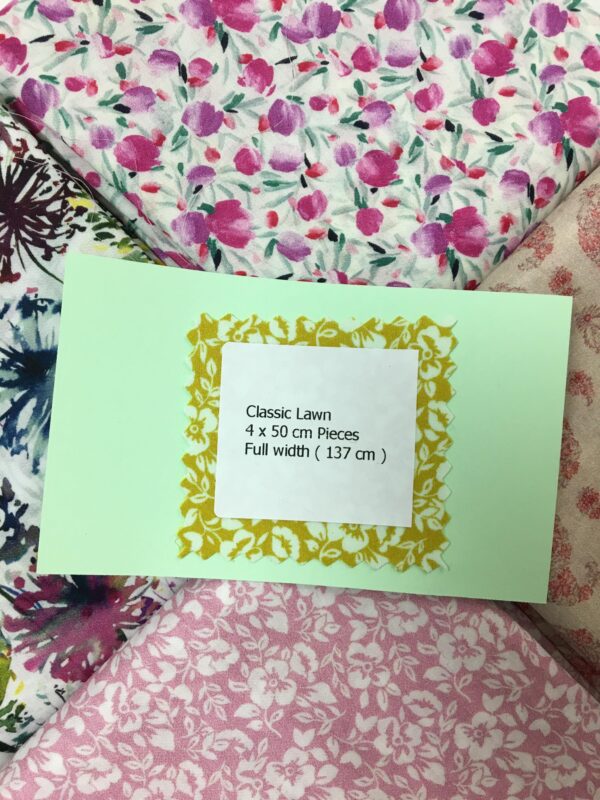 Classic Lawn
4 x 50 cm Pieces
Full width ( 137 cm )